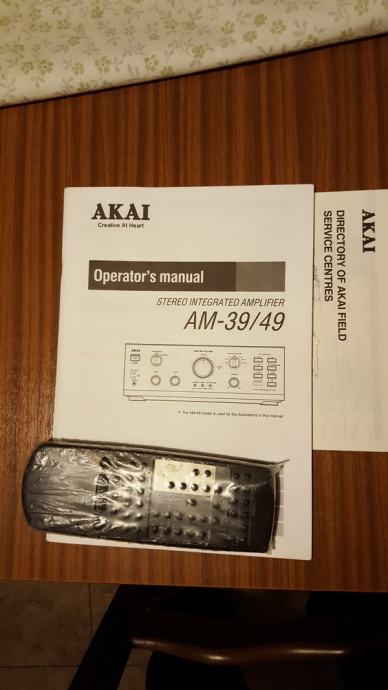 AKAI
Creative At Heart
Operator's manual
STEREO INTEGRATED AMPLIFIER
AM-39/49
AKAI
• The AM-49 model is used for the illustrations in this manual.
AKAI
DIRECTORY OF AKAI FIELD
SERVICE CENTRES